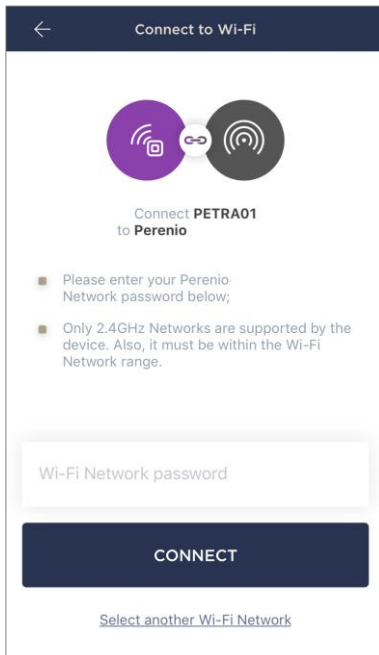 Connect to Wi-Fi
Connect PETRA01
to Perenio
Please enter your Perenio
Network password below;
Only 2.4GHz Networks are supported by the
device. Also, it must be within the Wi-Fi
Network range.
Wi-Fi Network password
CONNECT
Select another Wi-Fi Network